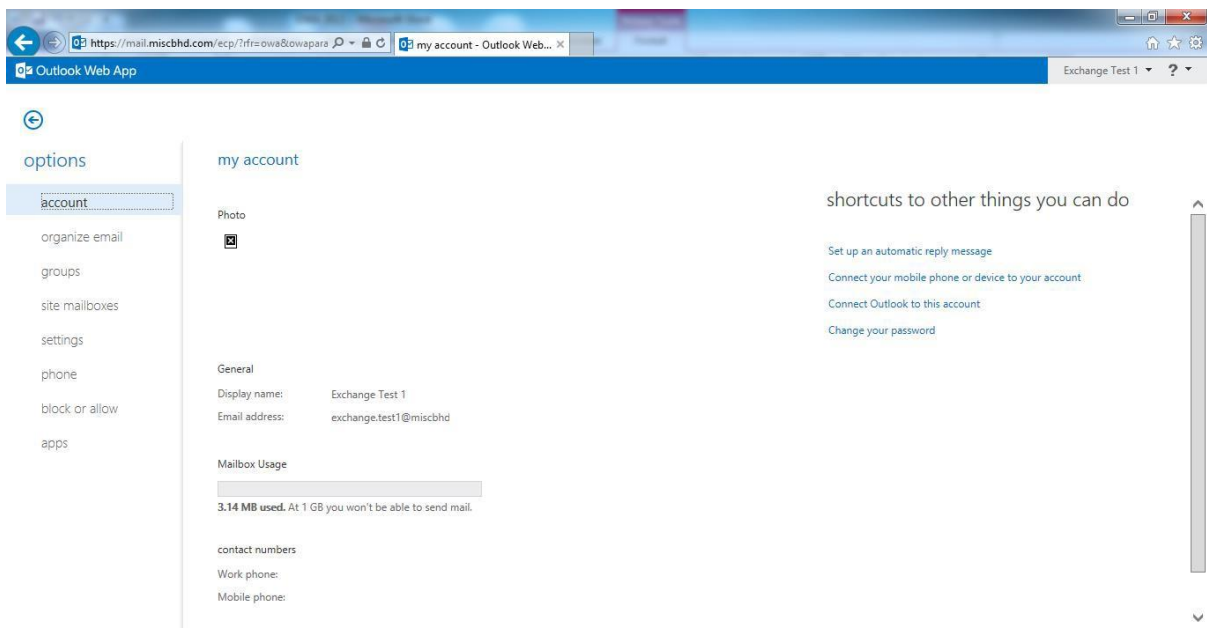 https://mail.miscbhd.com/ecp/?rfr=owa&owapara
my account - Outlook Web...
Outlook Web App
Exchange Test 1
?
options
account
organize email
groups
site mailboxes
settings
phone
block or allow
apps
my account
Photo
General
Display name: Exchange Test 1
Email address: exchange.test1@miscbhd
Mailbox Usage
3.14 MB used. At 1 GB you won't be able to send mail.
contact numbers
Work phone:
Mobile phone:
shortcuts to other things you can do
Set up an automatic reply message
Connect your mobile phone or device to your account
Connect Outlook to this account
Change your password